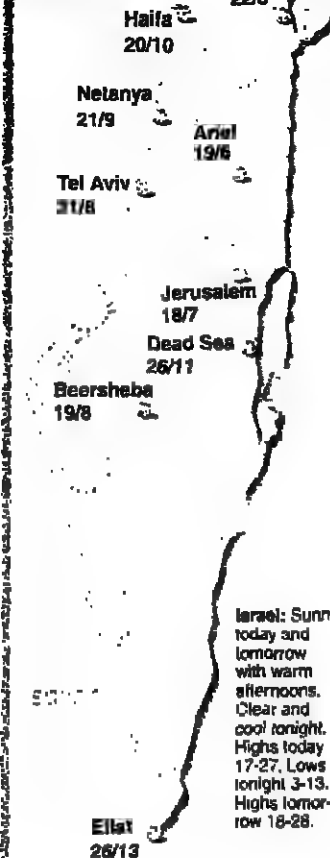 Haifa
20/10
Netanya
21/9
Ariel
19/6
Tel Aviv
21/8
Jerusalem
18/7
Dead Sea
26/11
Beersheba
19/8
Israel: Sunn
today and
tomorrow
with warm
afternoons.
Clear and
cool tonight.
Highs today
17-27. Lows
tonight 3-13.
Highs tomor-
row 18-28.
Eilat
26/13